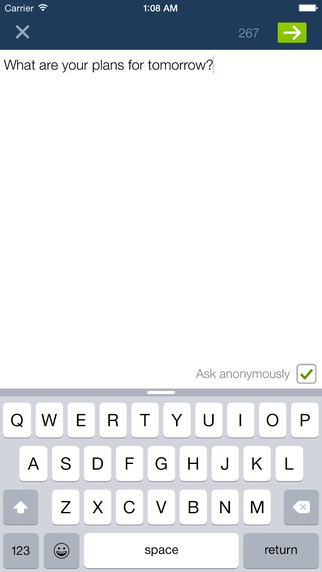 Carrier 1:08 AM
267
What are your plans for tomorrow?
Ask anonymously
Q W E R T Y U I O P
A S D F G H J K L
Z X C V B N M
123 space return